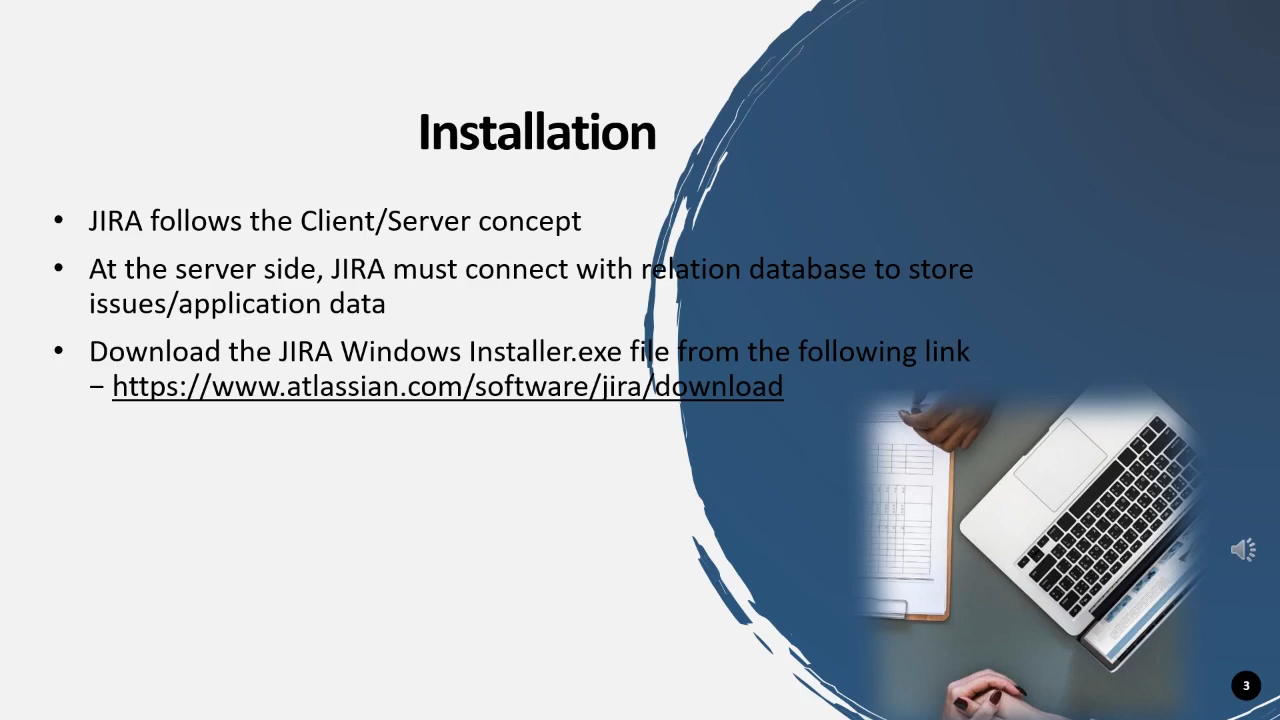 Installation
• JIRA follows the Client/Server concept
• At the server side, JIRA must connect with relation database to store
issues/application data
• Download the JIRA Windows Installer.exe file from the following link
− https://www.atlassian.com/software/jira/download
3